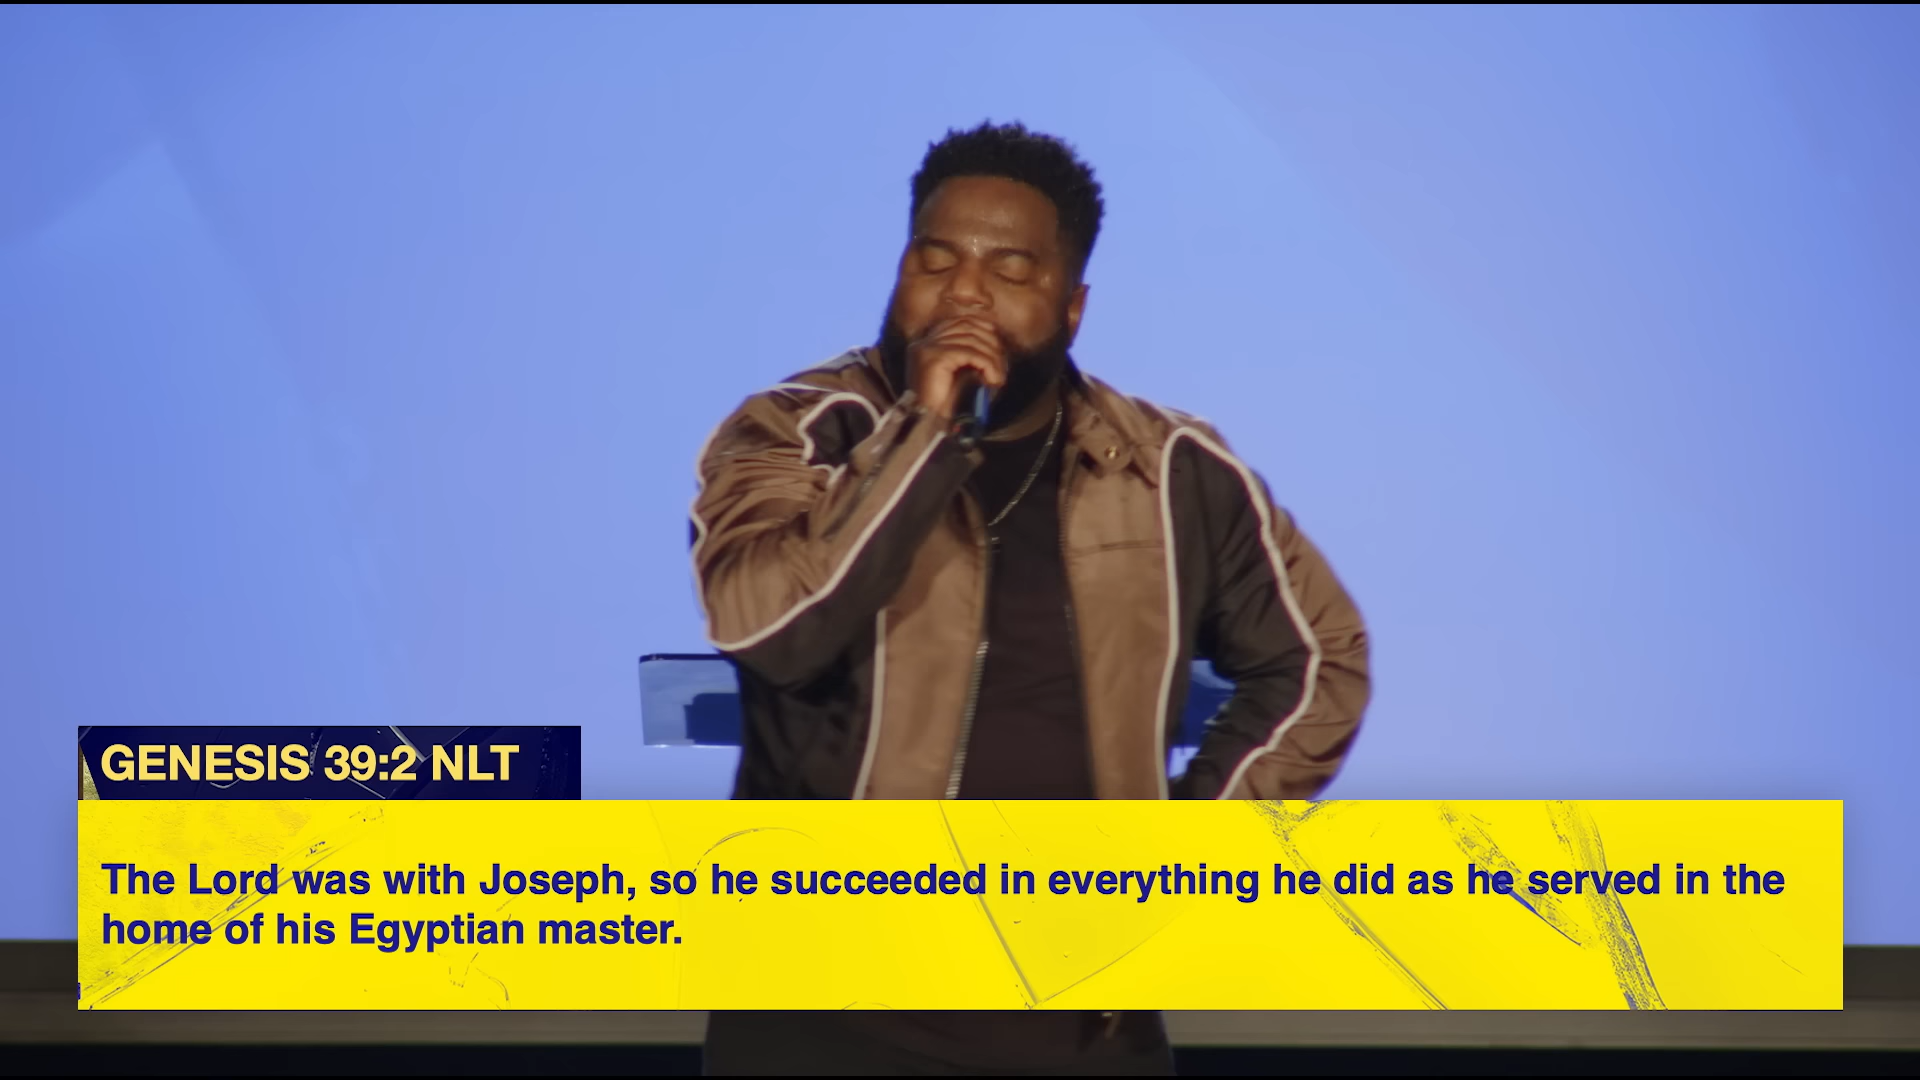 GENESIS 39:2 NLT
The Lord was with Joseph, so he succeeded in everything he did as he served in the
home of his Egyptian master.